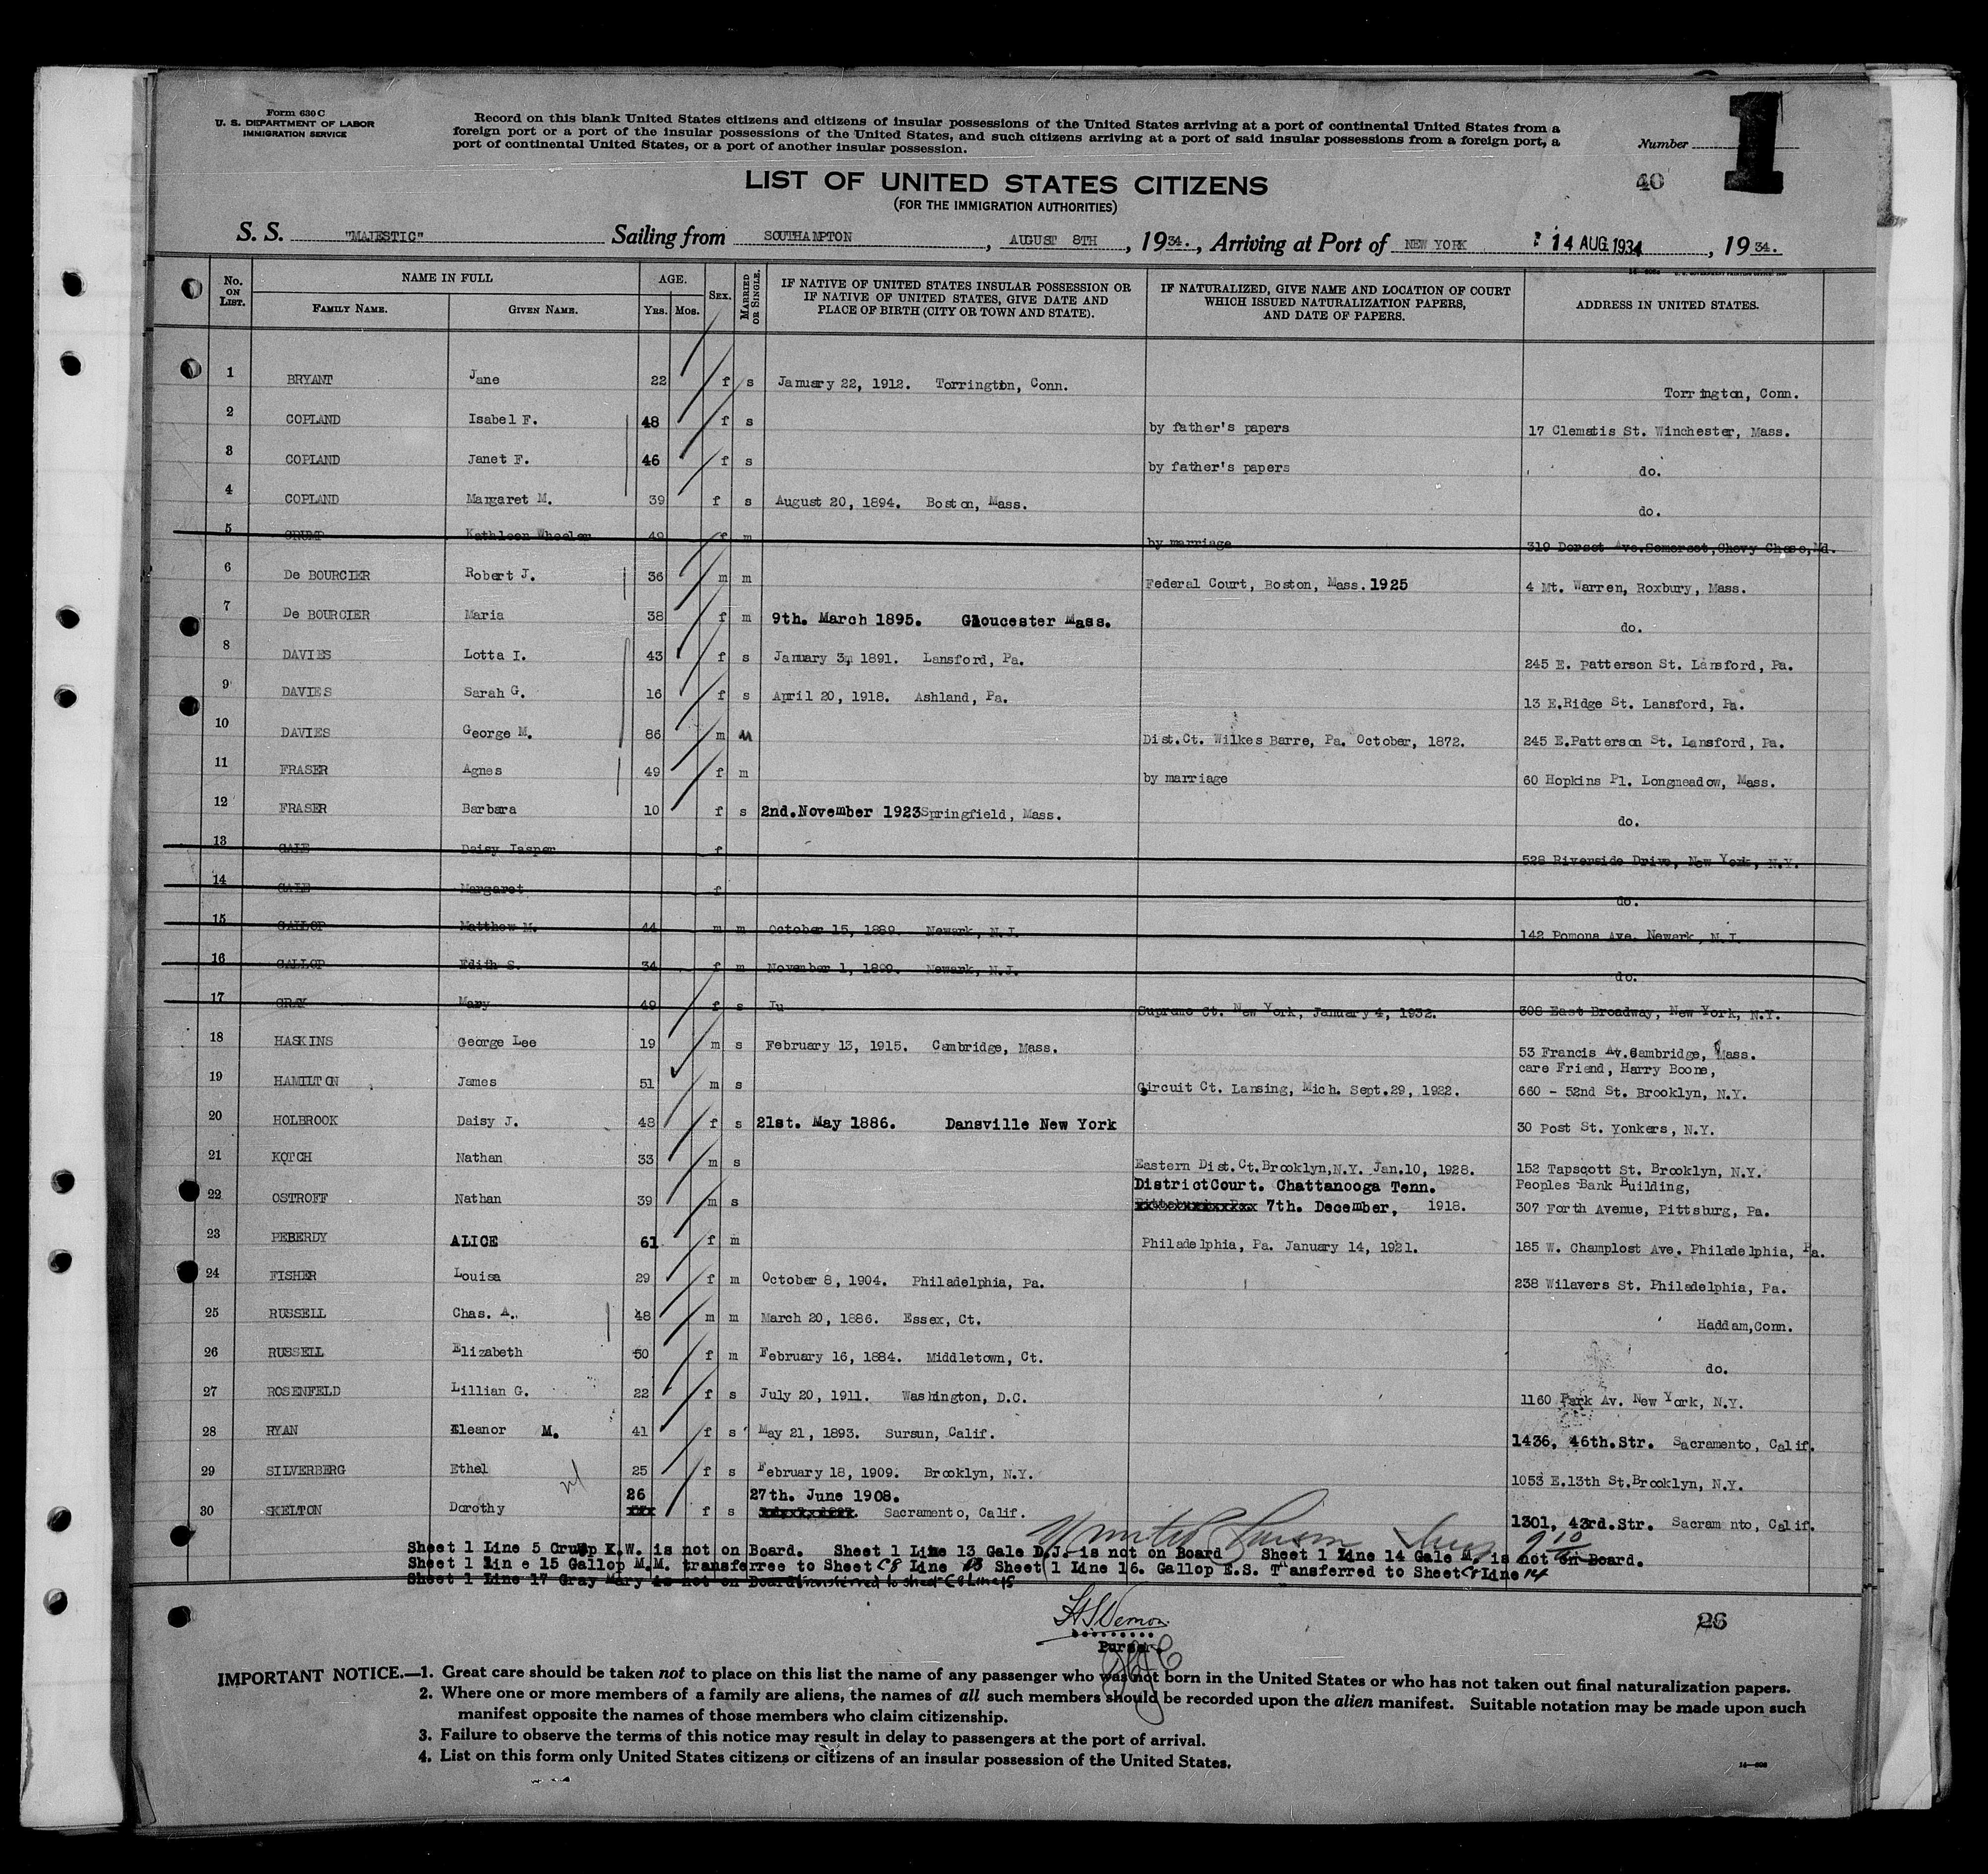 Form 630 C
U. S. DEPARTMENT OF LABOR
IMMIGRATION SERVICE
Record on this blank United States citizens and citizens of insular possessions of the United States arriving at a port of continental United States from a
foreign port or a port of the insular possessions of the United States, and such citizens arriving at a port of said insular possessions from a foreign port, a
port of continental United States, or a port of another insular possession.
Number
1
40
LIST OF UNITED STATES CITIZENS
(FOR THE IMMIGRATION AUTHORITIES)
S. S. "MAJESTIC" Sailing from SOUTHAMPTON, AUGUST 8TH, 1934., Arriving at Port of NEW YORK 14 AUG 1934, 1934.
No. ON LIST. NAME IN FULL FAMILY NAME. GIVEN NAME. AGE. YRS. MOS. SEX. MARRIED OR SINGLE. IF NATIVE OF UNITED STATES INSULAR POSSESSION OR IF NATIVE OF UNITED STATES, GIVE DATE AND PLACE OF BIRTH (CITY OR TOWN AND STATE). IF NATURALIZED, GIVE NAME AND LOCATION OF COURT WHICH ISSUED NATURALIZATION PAPERS, AND DATE OF PAPERS. ADDRESS IN UNITED STATES.
1 BRYANT Jane 22 f s January 22, 1912. Torrington, Conn. Torrington, Conn.
2 COPLAND Isabel F. 48 f s by father's papers 17 Clematis St. Winchester, Mass.
3 COPLAND Janet F. 46 f s by father's papers do.
4 COPLAND Margaret M. 39 f s August 20, 1894. Boston, Mass. do.
5 CRUMP Kathleen Wheeler 49 f m by marriage 319 Dorset Ave. Somerset, Chevy Chase, Md.
6 De BOURCIER Robert J. 36 m m Federal Court, Boston, Mass. 1925 4 Mt. Warren, Roxbury, Mass.
7 De BOURCIER Maria 38 f m 9th. March 1895. Gloucester Mass. do.
8 DAVIES Lotta I. 43 f s January 3, 1891. Lansford, Pa. 245 E. Patterson St. Lansford, Pa.
9 DAVIES Sarah G. 16 f s April 20, 1918. Ashland, Pa. 13 E.Ridge St. Lansford, Pa.
10 DAVIES George M. 86 m M Dist.Ct. Wilkes Barre, Pa. October, 1872. 245 E.Patterson St. Lansford, Pa.
11 FRASER Agnes 49 f m by marriage 60 Hopkins Pl. Longmeadow, Mass.
12 FRASER Barbara 10 f s 2nd.November 1923 Springfield, Mass. do.
13 GALE Daisy Jasper f 528 Riverside Drive, New York, N.Y.
14 GALE Margaret f do.
15 GALLOP Matthew M. 44 m m October 15, 1889. Newark, N.J. 142 Pomona Ave. Newark, N.J.
16 GALLOP Edith S. 34 f m November 1, 1899. Newark, N.J. do.
17 GRAY Mary 49 f s Ju Supreme Ct. New York, January 4, 1932. 308 East Broadway, New York, N.Y.
18 HASKINS George Lee 19 m s February 13, 1915. Cambridge, Mass. 53 Francis Av.Cambridge, Mass.
care Friend, Harry Boone,
19 HAMILTON James 51 m s Circuit Ct. Lansing, Mich. Sept.29, 1922. 660 - 52nd St. Brooklyn, N.Y.
20 HOLBROOK Daisy J. 48 f s 21st. May 1886. Dansville New York 30 Post St. Yonkers, N.Y.
21 KOTCH Nathan 33 m s Eastern Dist.Ct.Brooklyn,N.Y. Jan.10, 1928. 152 Tapscott St. Brooklyn, N.Y.
DistrictCourt. Chattanooga Tenn. Peoples Bank Building,
22 OSTROFF Nathan 39 m s 7th. December, 1918. 307 Forth Avenue, Pittsburg, Pa.
23 PEBERDY ALICE 61 f m Philadelphia, Pa. January 14, 1921. 185 W. Champlost Ave. Philadelphia, Pa.
24 FISHER Louisa 29 f m October 8, 1904. Philadelphia, Pa. 238 Wilavers St. Philadelphia, Pa.
25 RUSSELL Chas. A. 48 m m March 20, 1886. Essex, Ct. Haddam,Conn.
26 RUSSELL Elizabeth 50 f m February 16, 1884. Middletown, Ct. do.
27 ROSENFELD Lillian G. 22 f s July 20, 1911. Washington, D.C. 1160 Park Av. New York, N.Y.
28 RYAN Eleanor M. 41 f s May 21, 1893. Sursun, Calif. 1436, 46th.Str. Sacramento, Calif.
29 SILVERBERG Ethel 25 f s February 18, 1909. Brooklyn, N.Y. 1053 E.13th St.Brooklyn, N.Y.
26 27th. June 1908.
30 SKELTON Dorothy xxx f s Sacramento, Calif. 1301, 43rd.Str. Sacramento, Calif.
Sheet 1 Line 5 Crump K.W. is not on Board. Sheet 1 Line 13 Gale D.J. is not on Board Sheet 1 Line 14 Gale M. is not on Board.
Sheet 1 Line 15 Gallop M.M. transferree to Sheet C8 Line 13 Sheet 1 Line 16. Gallop E.S. Transferred to Sheet C8 Line 14
Sheet 1 Line 17 Gray Mary is not on Board transferred to sheet C8 Line 15
Purser
26
IMPORTANT NOTICE.—1. Great care should be taken not to place on this list the name of any passenger who was not born in the United States or who has not taken out final naturalization papers.
2. Where one or more members of a family are aliens, the names of all such members should be recorded upon the alien manifest. Suitable notation may be made upon such
manifest opposite the names of those members who claim citizenship.
3. Failure to observe the terms of this notice may result in delay to passengers at the port of arrival.
4. List on this form only United States citizens or citizens of an insular possession of the United States.